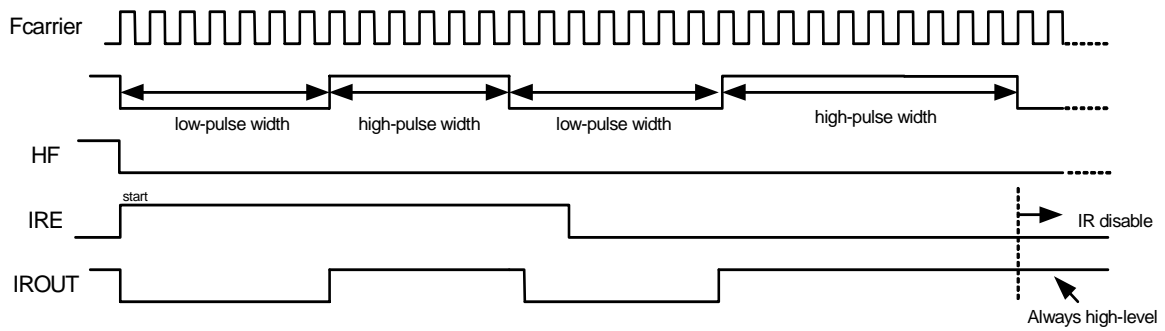 Fcarrier
low-pulse width
high-pulse width
low-pulse width
high-pulse width
HF
start
IRE
IR disable
IROUT
Always high-level